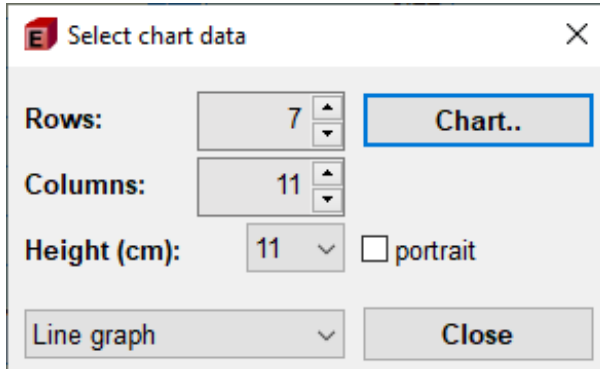 E Select chart data
Rows: 7 Chart..
Columns: 11
Height (cm): 11 portrait
Line graph Close